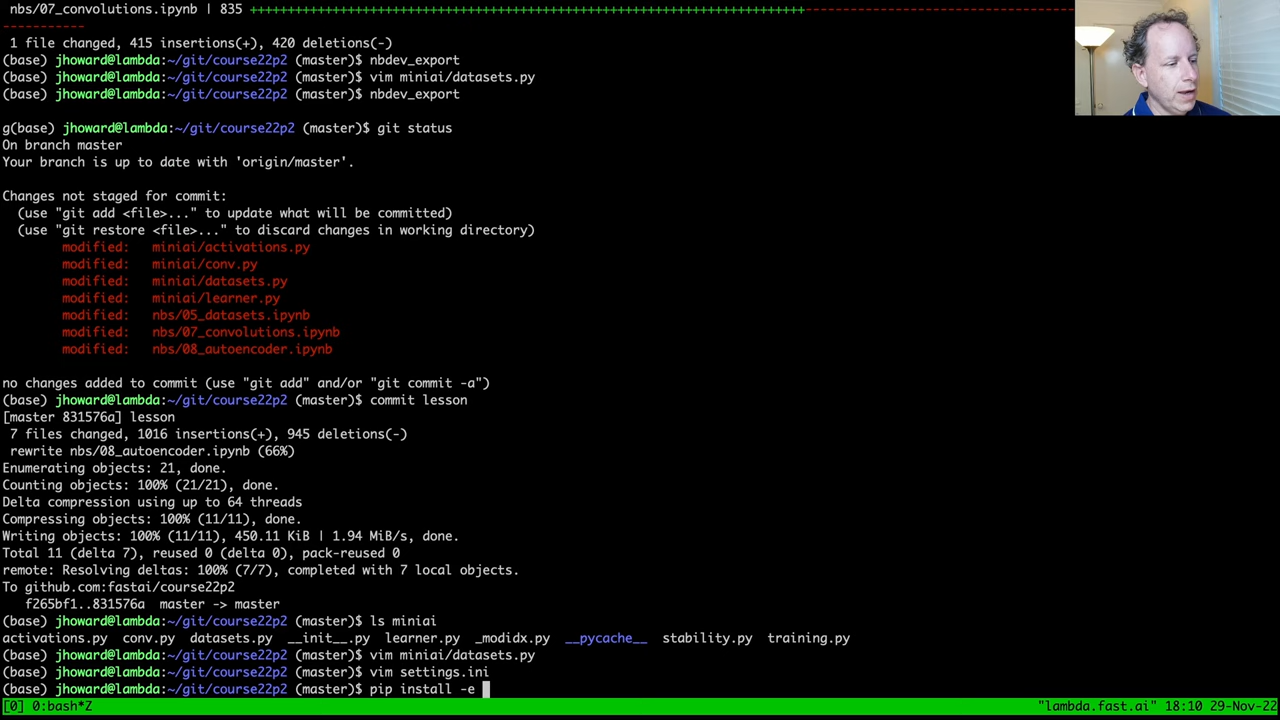 nbs/07_convolutions.ipynb | 835 ++++++++++++++++++++++++++++++++++++++++++++++++++++++++++++++++++++++++++------------------------------------
-----------
1 file changed, 415 insertions(+), 420 deletions(-)
(base) jhoward@lambda:~/git/course22p2 (master)$ nbdev_export
(base) jhoward@lambda:~/git/course22p2 (master)$ vim miniai/datasets.py
(base) jhoward@lambda:~/git/course22p2 (master)$ nbdev_export
g(base) jhoward@lambda:~/git/course22p2 (master)$ git status
On branch master
Your branch is up to date with 'origin/master'.
Changes not staged for commit:
(use "git add <file>..." to update what will be committed)
(use "git restore <file>..." to discard changes in working directory)
modified: miniai/activations.py
modified: miniai/conv.py
modified: miniai/datasets.py
modified: miniai/learner.py
modified: nbs/05_datasets.ipynb
modified: nbs/07_convolutions.ipynb
modified: nbs/08_autoencoder.ipynb
no changes added to commit (use "git add" and/or "git commit -a")
(base) jhoward@lambda:~/git/course22p2 (master)$ commit lesson
[master 831576a] lesson
7 files changed, 1016 insertions(+), 945 deletions(-)
rewrite nbs/08_autoencoder.ipynb (66%)
Enumerating objects: 21, done.
Counting objects: 100% (21/21), done.
Delta compression using up to 64 threads
Compressing objects: 100% (11/11), done.
Writing objects: 100% (11/11), 450.11 KiB | 1.94 MiB/s, done.
Total 11 (delta 7), reused 0 (delta 0), pack-reused 0
remote: Resolving deltas: 100% (7/7), completed with 7 local objects.
To github.com:fastai/course22p2
f265bf1..831576a master -> master
(base) jhoward@lambda:~/git/course22p2 (master)$ ls miniai
activations.py conv.py datasets.py __init__.py learner.py _modidx.py __pycache__ stability.py training.py
(base) jhoward@lambda:~/git/course22p2 (master)$ vim miniai/datasets.py
(base) jhoward@lambda:~/git/course22p2 (master)$ vim settings.ini
(base) jhoward@lambda:~/git/course22p2 (master)$ pip install -e
[0] 0:bash*Z "lambda.fast.ai" 18:10 29-Nov-22